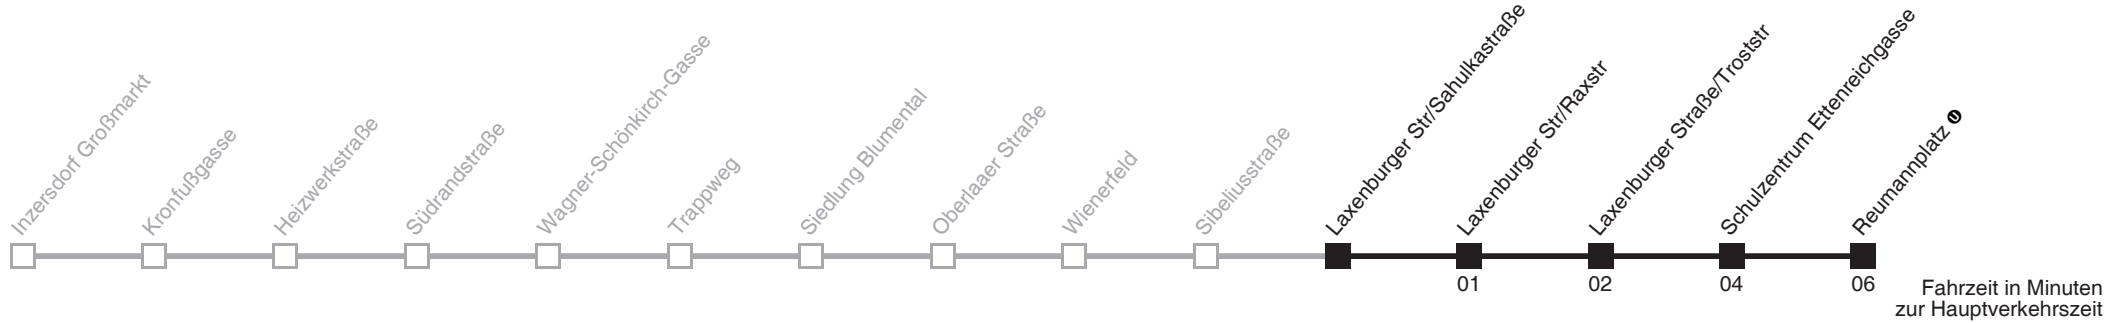 Inzersdorf Großmarkt
Kronfußgasse
Heizwerkstraße
Südrandstraße
Wagner-Schönkirch-Gasse
Trappweg
Siedlung Blumental
Oberlaaer Straße
Wienerfeld
Sibeliusstraße
Laxenburger Str/Sahulkastraße
Laxenburger Str/Raxstr
Laxenburger Straße/Troststr
Schulzentrum Ettenreichgasse
Reumannplatz U
01 02 04 06
Fahrzeit in Minuten
zur Hauptverkehrszeit